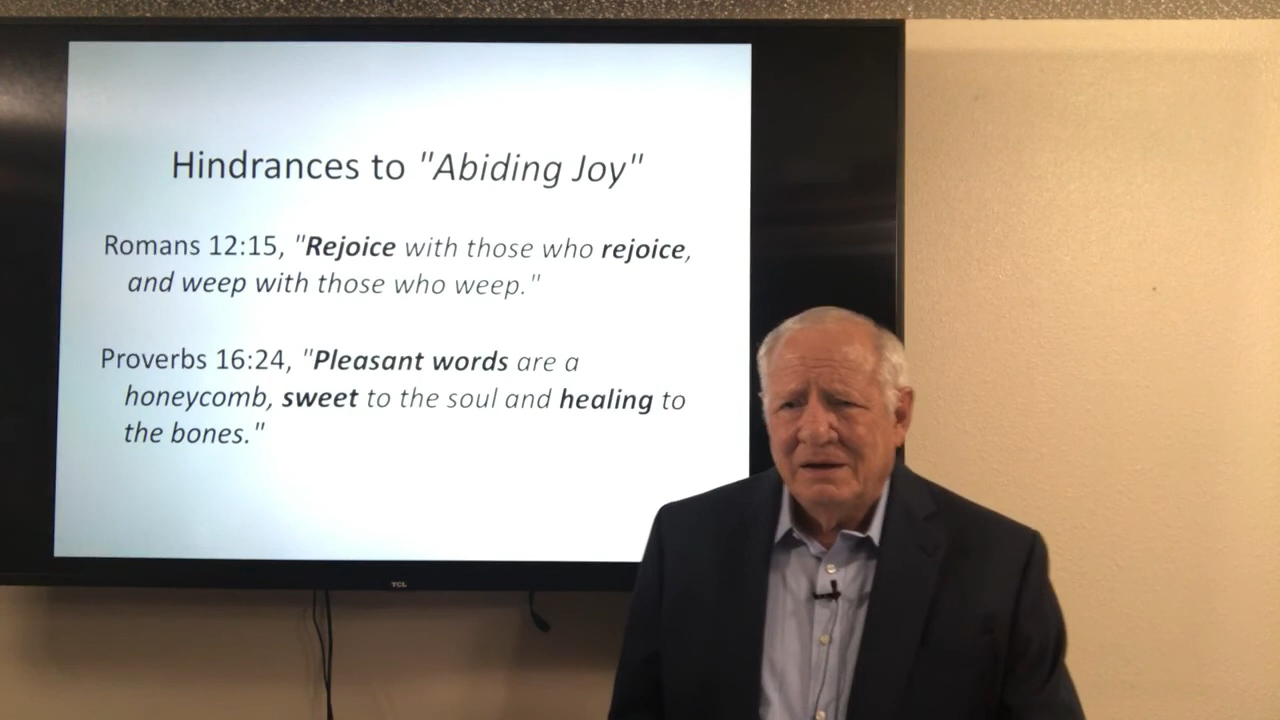 Hindrances to "Abiding Joy"
Romans 12:15, "Rejoice with those who rejoice,
and weep with those who weep."
Proverbs 16:24, "Pleasant words are a
honeycomb, sweet to the soul and healing to
the bones."
TCL